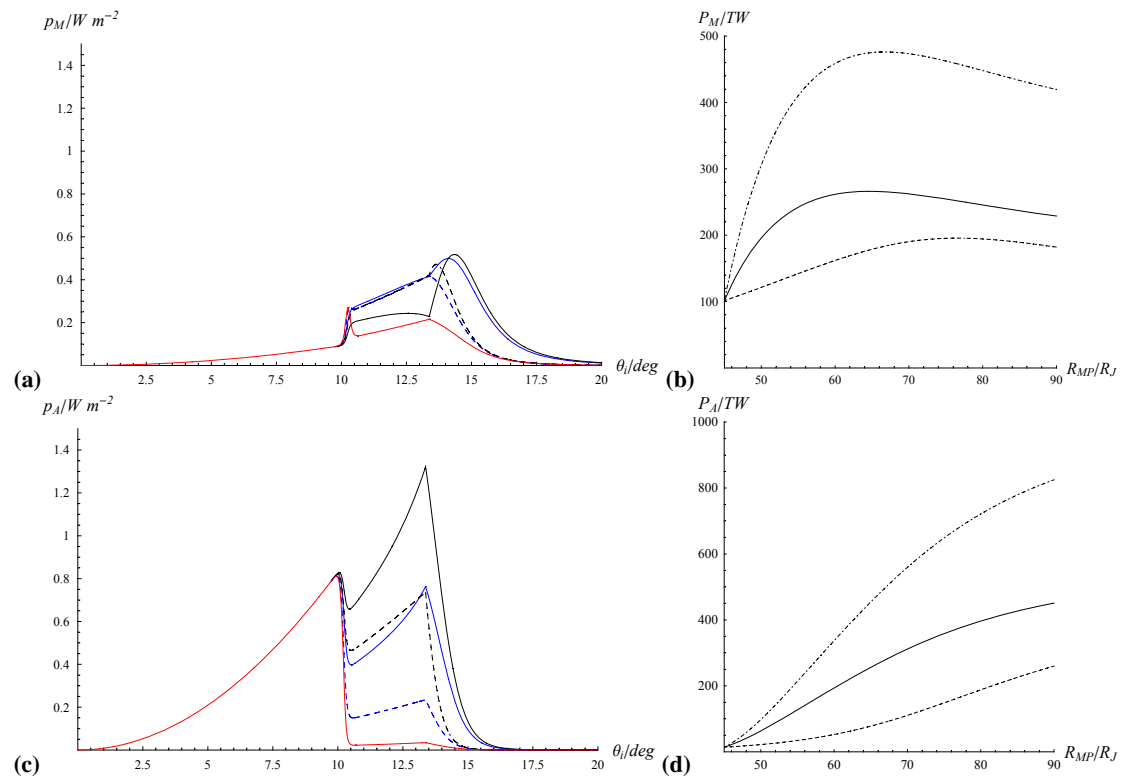 p_M/W m⁻²
1.4
1.2
1
0.8
0.6
0.4
0.2
2.5 5 7.5 10 12.5 15 17.5 20
θ_i/deg
(a)
P_M/TW
500
400
300
200
100
50 60 70 80 90
R_MP/R_J
(b)
p_A/W m⁻²
1.4
1.2
1
0.8
0.6
0.4
0.2
2.5 5 7.5 10 12.5 15 17.5 20
θ_i/deg
(c)
P_A/TW
1000
800
600
400
200
50 60 70 80 90
R_MP/R_J
(d)